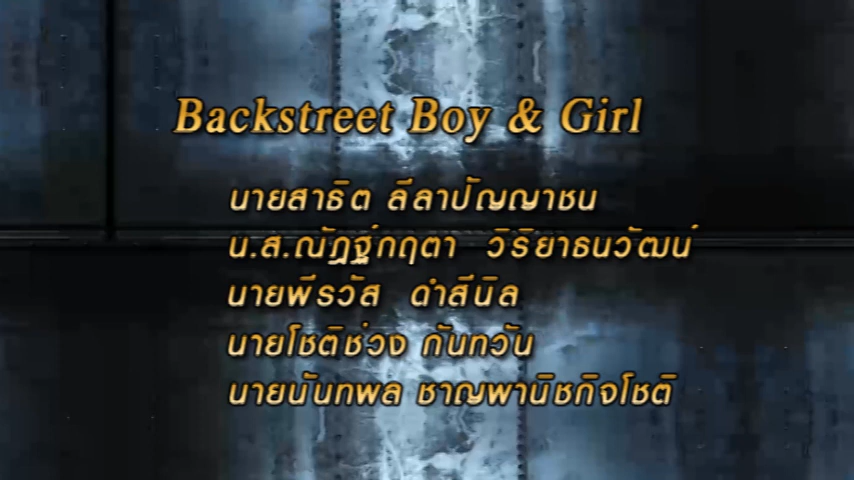 Backstreet Boy & Girl
นายสาธิต ลีลาปัญญาชน
น.ส.ณัฏฐ์กฤตา วิริยาธนวัฒน์
นายพีรวัส ดำสีนิล
นายโชติช่วง กันทวัน
นายนันทพล ชาญพานิชกิจโชติ